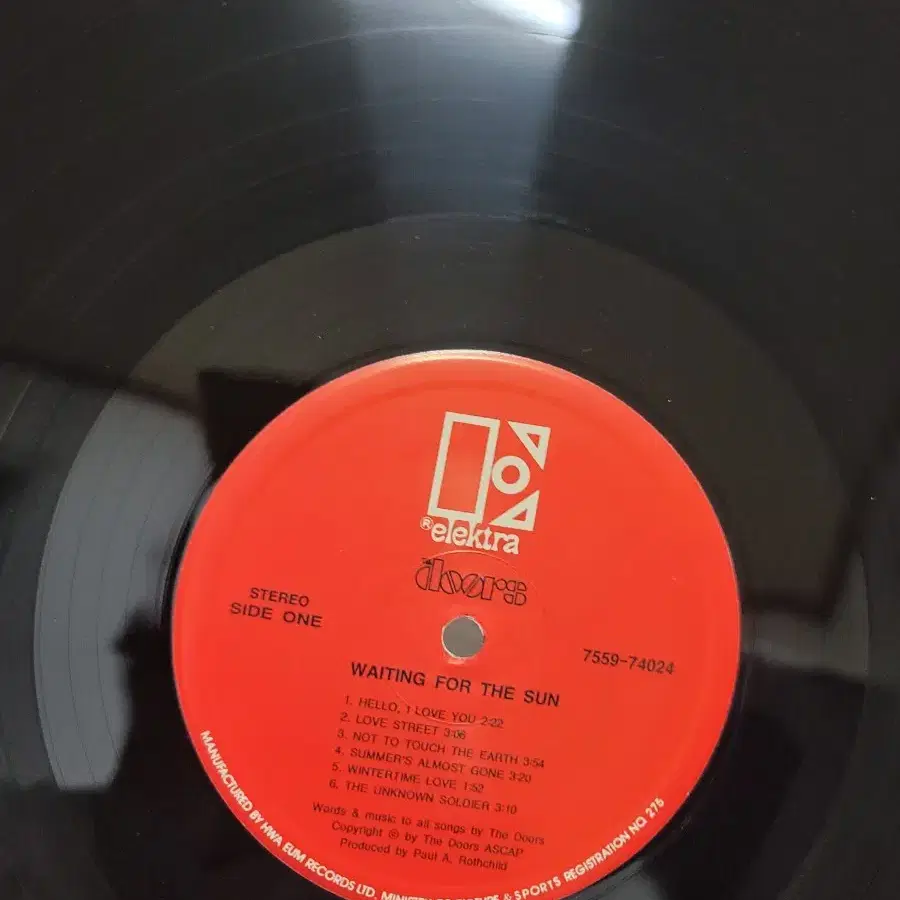 ® elektra
THE doors
STEREO
SIDE ONE
7559-74024
WAITING FOR THE SUN
1. HELLO, I LOVE YOU 2:22
2. LOVE STREET 3:06
3. NOT TO TOUCH THE EARTH 3:54
4. SUMMER'S ALMOST GONE 3:20
5. WINTERTIME LOVE 1:52
6. THE UNKNOWN SOLDIER 3:10
Words & music to all songs by The Doors
Copyright © by The Doors ASCAP
Produced by Paul A. Rothchild
MANUFACTURED BY HWA EUM RECORDS LTD. & SPORTS REGISTRATION NO. 275